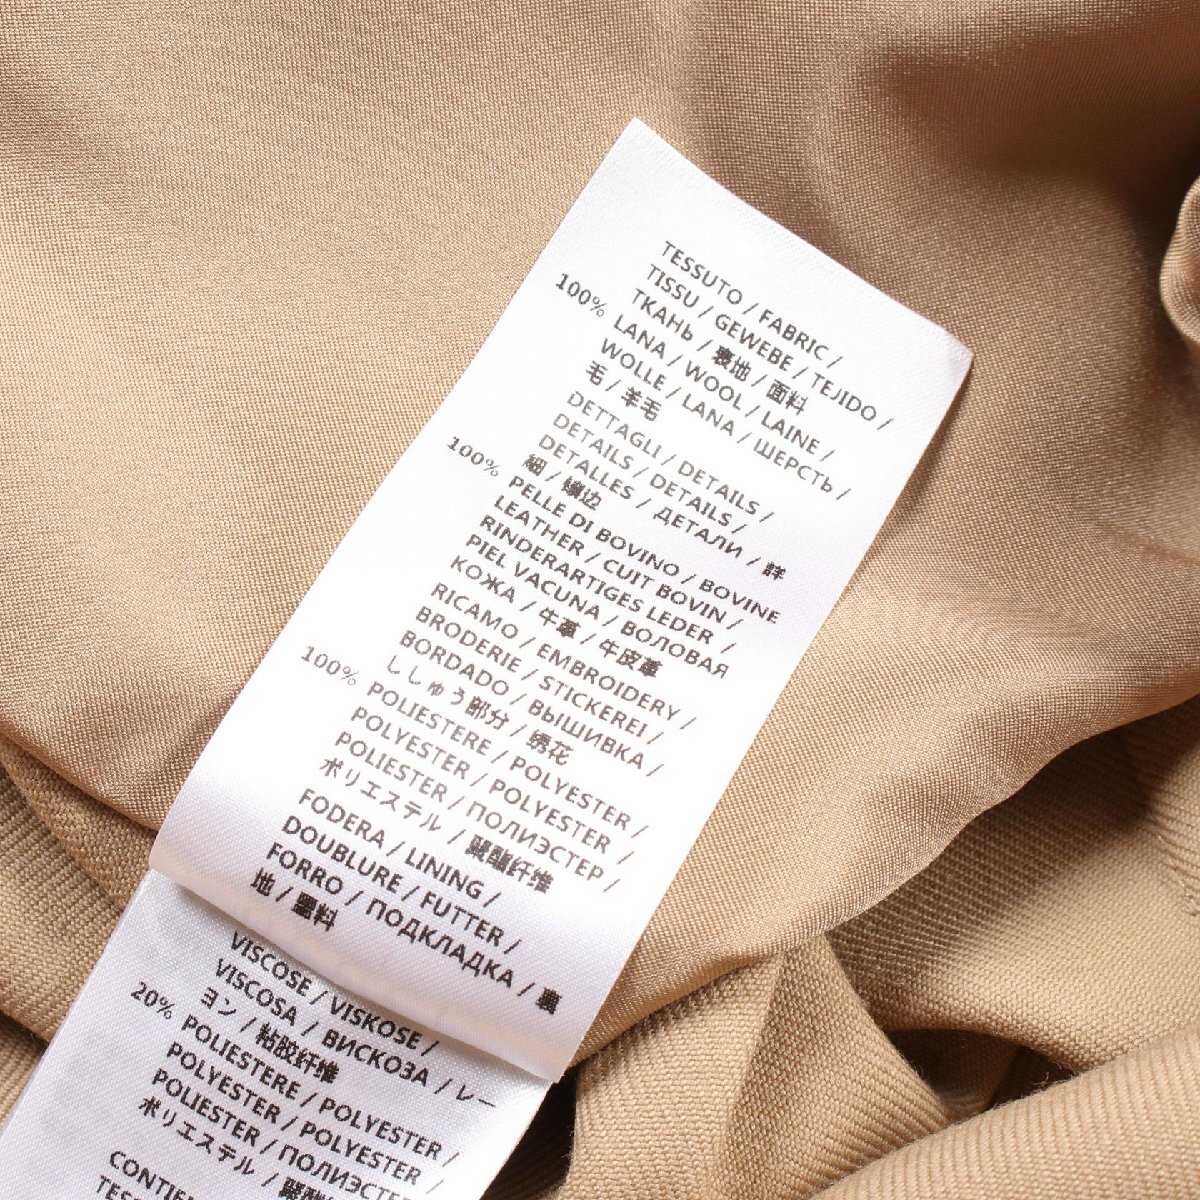 TESSUTO / FABRIC /
TISSU / GEWEBE / TEJIDO /
ТКАНЬ / 裏地 / 面料
100% LANA / WOOL / LAINE /
WOLLE / LANA / ШЕРСТЬ /
毛 / 羊毛
DETTAGLI / DETAILS /
DETAILS / DETAILS /
DETALLES / ДЕТАЛИ / 詳
細 / 镶边
100% PELLE DI BOVINO / BOVINE
LEATHER / CUIT BOVIN /
RINDERARTIGES LEDER /
PIEL VACUNA / ВОЛОВАЯ
КОЖА / 牛革 / 牛皮革
RICAMO / EMBROIDERY /
BRODERIE / STICKEREI /
BORDADO / ВЫШИВКА /
ししゅう部分 / 绣花
100% POLIESTERE / POLYESTER /
POLYESTER / POLYESTER /
POLIESTER / ПОЛИЭСТЕР /
ポリエステル / 聚酯纤维
FODERA / LINING /
DOUBLURE / FUTTER /
FORRO / ПОДКЛАДКА / 裏
地 / 里料
VISCOSE / VISKOSE /
VISCOSA / ВИСКОЗА / レー
ヨン / 粘胶纤维
20% POLIESTERE / POLYESTER /
POLYESTER / POLYESTER /
POLIESTER / ПОЛИЭСТЕР /
ポリエステル /